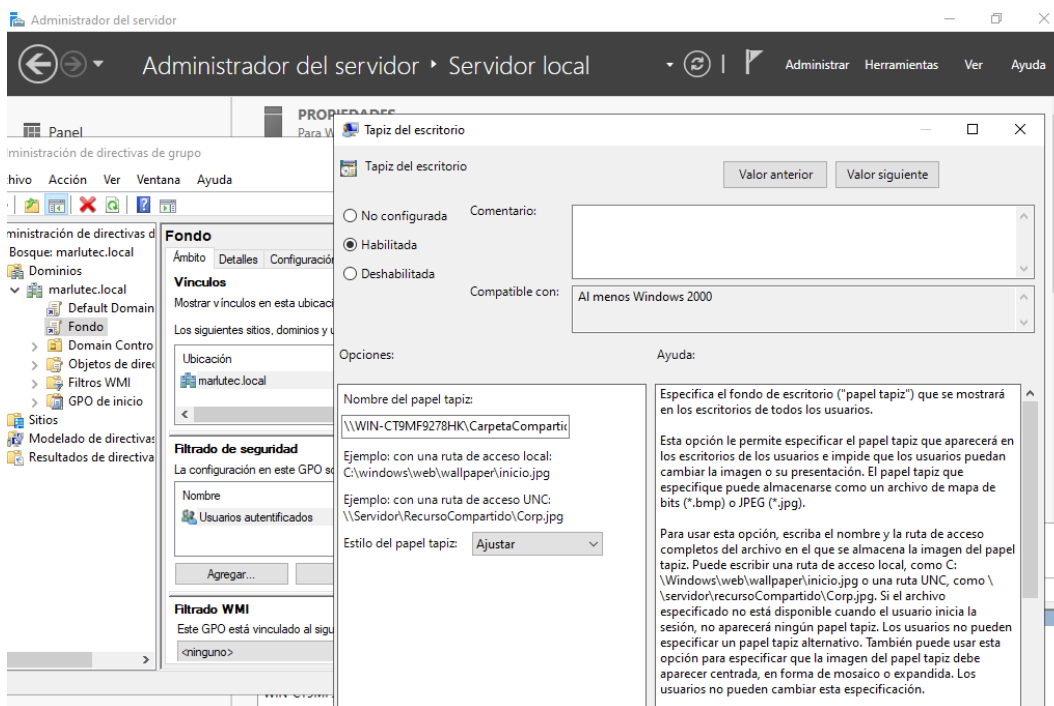 Administrador del servidor
Administrador del servidor • Servidor local
Administrar Herramientas Ver Ayuda
Panel
PROPIEDADES
Para W
ministración de directivas de grupo
hivo Acción Ver Ventana Ayuda
ministración de directivas d
Bosque: marlutec.local
Dominios
marlutec.local
Default Domain
Fondo
Domain Contro
Objetos de direc
Filtros WMI
GPO de inicio
Sitios
Modelado de directivas
Resultados de directiva
Fondo
Ámbito Detalles Configuración
Vínculos
Mostrar vínculos en esta ubicaci
Los siguientes sitios, dominios y u
Ubicación
marlutec.local
Filtrado de seguridad
La configuración en este GPO so
Nombre
Usuarios autentificados
Agregar...
Filtrado WMI
Este GPO está vinculado al sigu
<ninguno>
Tapiz del escritorio
Tapiz del escritorio
Valor anterior Valor siguiente
No configurada
Habilitada
Deshabilitada
Comentario:
Compatible con:
Al menos Windows 2000
Opciones:
Ayuda:
Nombre del papel tapiz:
\\WIN-CT9MF9278HK\CarpetaCompartic
Ejemplo: con una ruta de acceso local:
C:\windows\web\wallpaper\inicio.jpg
Ejemplo: con una ruta de acceso UNC:
\\Servidor\RecursoCompartido\Corp.jpg
Estilo del papel tapiz: Ajustar
Especifica el fondo de escritorio ("papel tapiz") que se mostrará
en los escritorios de todos los usuarios.
Esta opción le permite especificar el papel tapiz que aparecerá en
los escritorios de los usuarios e impide que los usuarios puedan
cambiar la imagen o su presentación. El papel tapiz que
especifique puede almacenarse como un archivo de mapa de
bits (*.bmp) o JPEG (*.jpg).
Para usar esta opción, escriba el nombre y la ruta de acceso
completos del archivo en el que se almacena la imagen del papel
tapiz. Puede escribir una ruta de acceso local, como C:
\Windows\web\wallpaper\inicio.jpg o una ruta UNC, como \
\servidor\recursoCompartido\Corp.jpg. Si el archivo
especificado no está disponible cuando el usuario inicia la
sesión, no aparecerá ningún papel tapiz. Los usuarios no pueden
especificar un papel tapiz alternativo. También puede usar esta
opción para especificar que la imagen del papel tapiz debe
aparecer centrada, en forma de mosaico o expandida. Los
usuarios no pueden cambiar esta especificación.